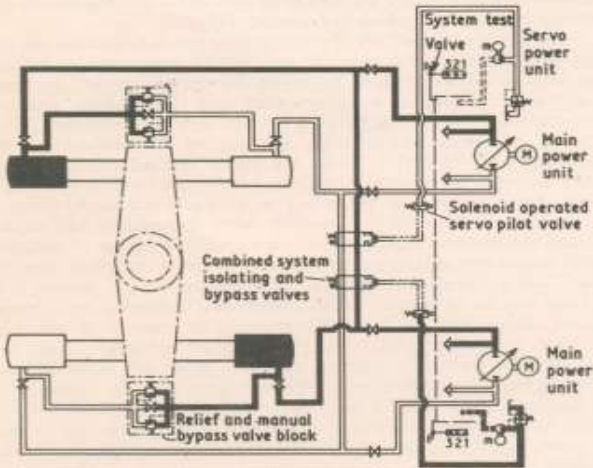 System test
Valve
m
321
Servo
power
unit
M
Main
power
unit
Solenoid operated
servo pilot valve
Combined system
isolating and
bypass valves
M
Main
power
unit
Relief and manual
bypass valve block
321
m